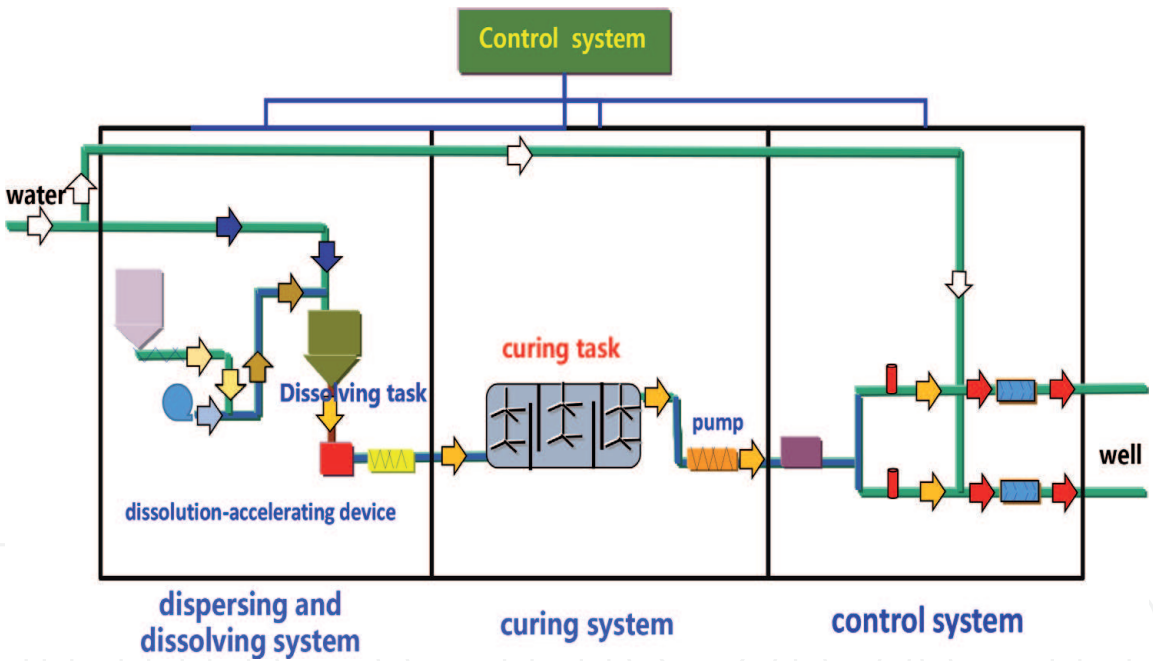 Control system
water
curing task
Dissolving task
pump
well
dissolution-accelerating device
dispersing and
dissolving system
curing system
control system